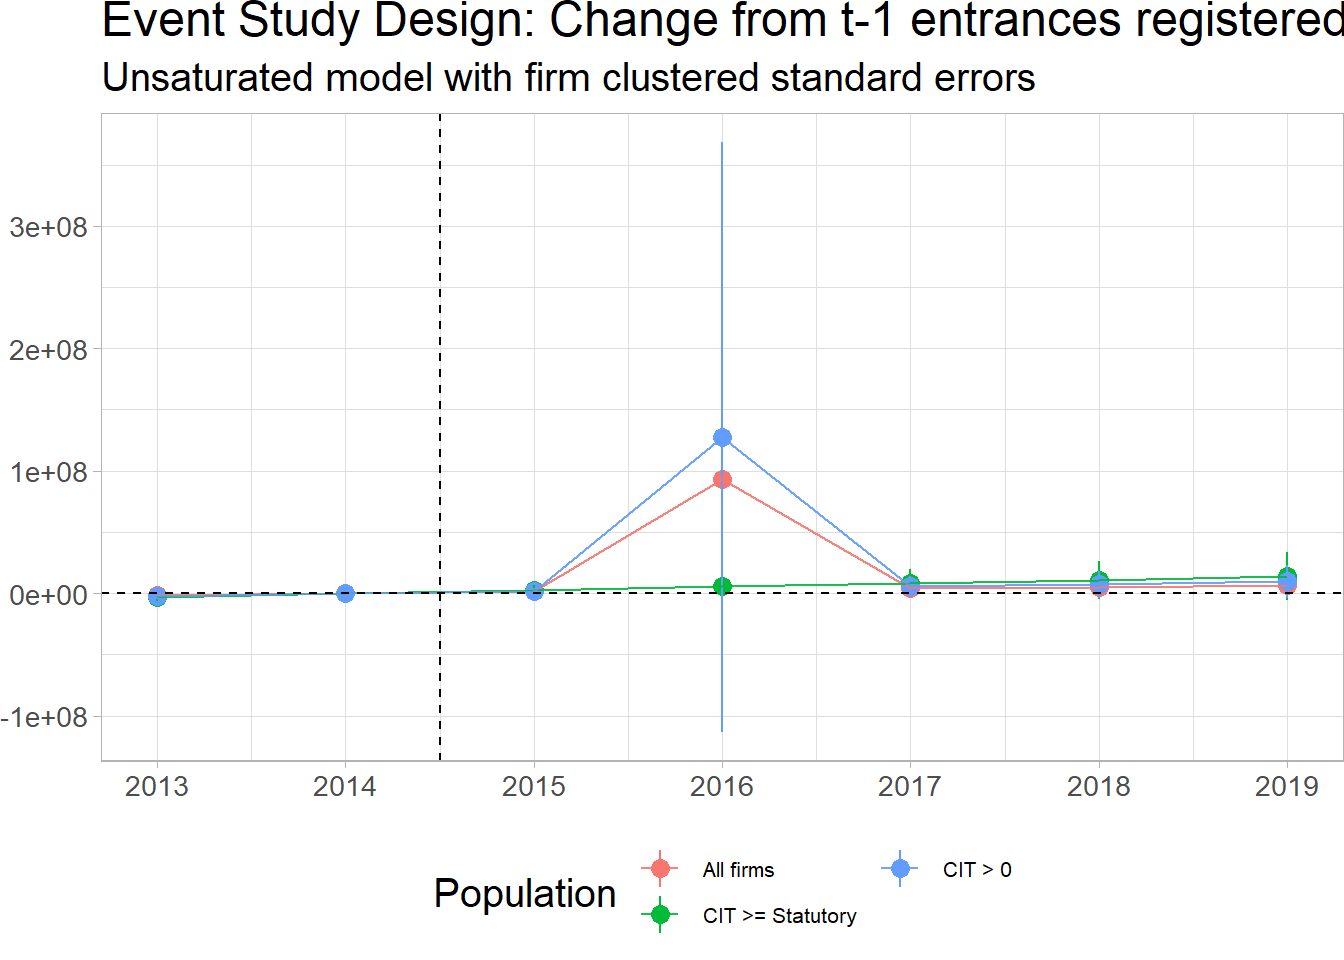 Event Study Design: Change from t-1 entrances registered
Unsaturated model with firm clustered standard errors
3e+08
2e+08
1e+08
0e+00
-1e+08
2013 2014 2015 2016 2017 2018 2019
Population
All firms
CIT > 0
CIT >= Statutory